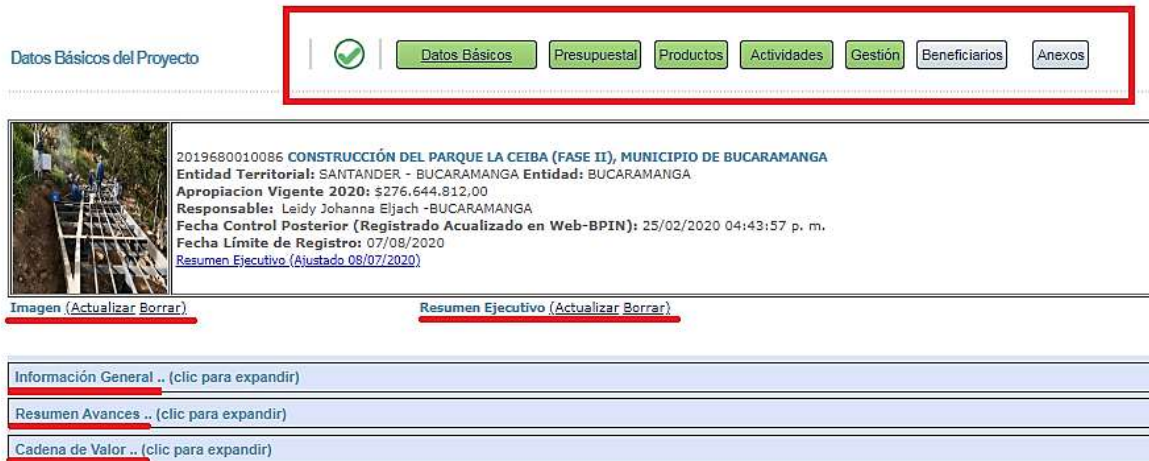 Datos Básicos del Proyecto
Datos Básicos Presupuestal Productos Actividades Gestión Beneficiarios Anexos
2019680010086 CONSTRUCCIÓN DEL PARQUE LA CEIBA (FASE II), MUNICIPIO DE BUCARAMANGA
Entidad Territorial: SANTANDER - BUCARAMANGA Entidad: BUCARAMANGA
Apropiacion Vigente 2020: $276.644.812,00
Responsable: Leidy Johanna Eljach -BUCARAMANGA
Fecha Control Posterior (Registrado Acualizado en Web-BPIN): 25/02/2020 04:43:57 p. m.
Fecha Límite de Registro: 07/08/2020
Resumen Ejecutivo (Ajustado 08/07/2020)
Imagen (Actualizar Borrar) Resumen Ejecutivo (Actualizar Borrar)
Información General .. (clic para expandir)
Resumen Avances .. (clic para expandir)
Cadena de Valor .. (clic para expandir)